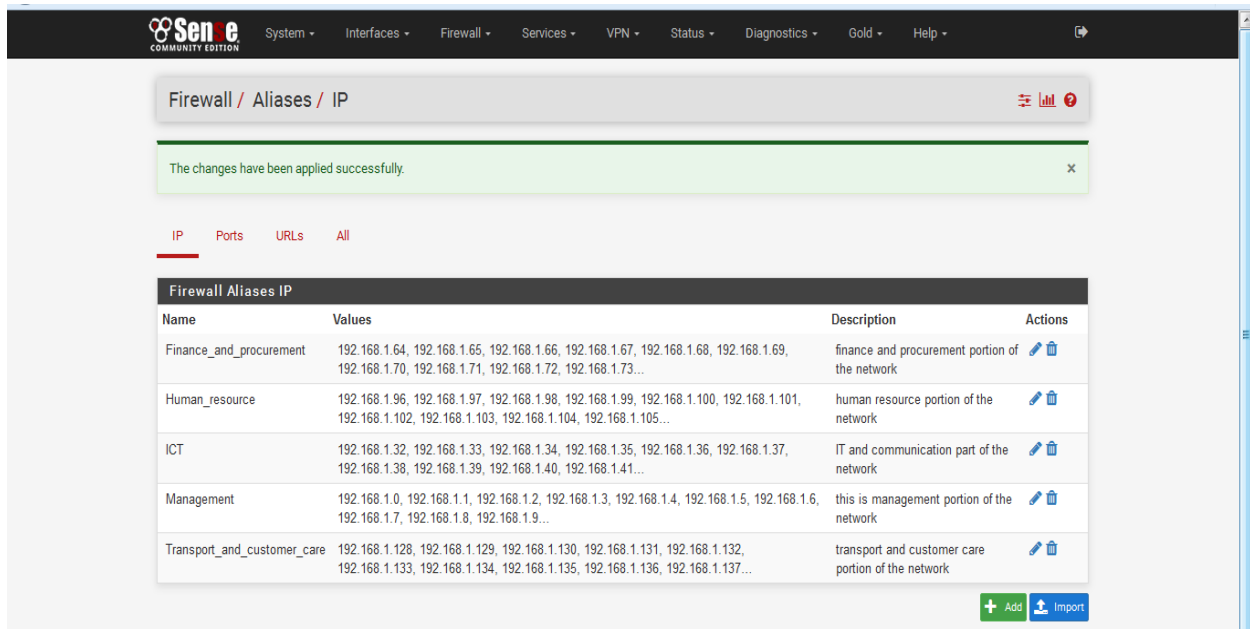 Sense
COMMUNITY EDITION
System Interfaces Firewall Services VPN Status Diagnostics Gold Help
Firewall / Aliases / IP
The changes have been applied successfully. ×
IP Ports URLs All
Firewall Aliases IP
Name Values Description Actions
Finance_and_procurement 192.168.1.64, 192.168.1.65, 192.168.1.66, 192.168.1.67, 192.168.1.68, 192.168.1.69, finance and procurement portion of
192.168.1.70, 192.168.1.71, 192.168.1.72, 192.168.1.73... the network
Human_resource 192.168.1.96, 192.168.1.97, 192.168.1.98, 192.168.1.99, 192.168.1.100, 192.168.1.101, human resource portion of the
192.168.1.102, 192.168.1.103, 192.168.1.104, 192.168.1.105... network
ICT 192.168.1.32, 192.168.1.33, 192.168.1.34, 192.168.1.35, 192.168.1.36, 192.168.1.37, IT and communication part of the
192.168.1.38, 192.168.1.39, 192.168.1.40, 192.168.1.41... network
Management 192.168.1.0, 192.168.1.1, 192.168.1.2, 192.168.1.3, 192.168.1.4, 192.168.1.5, 192.168.1.6, this is management portion of the
192.168.1.7, 192.168.1.8, 192.168.1.9... network
Transport_and_customer_care 192.168.1.128, 192.168.1.129, 192.168.1.130, 192.168.1.131, 192.168.1.132, transport and customer care
192.168.1.133, 192.168.1.134, 192.168.1.135, 192.168.1.136, 192.168.1.137... portion of the network
Add Import